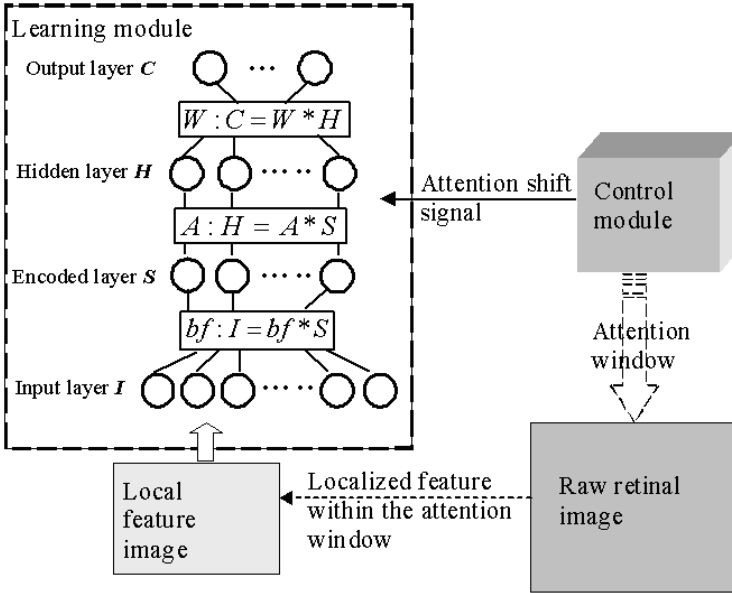 Learning module
Output layer C
W : C = W * H
Hidden layer H
A : H = A * S
Encoded layer S
bf : I = bf * S
Input layer I
Attention shift
signal
Control
module
Attention
window
Raw retinal
image
Localized feature
within the attention
window
Local
feature
image